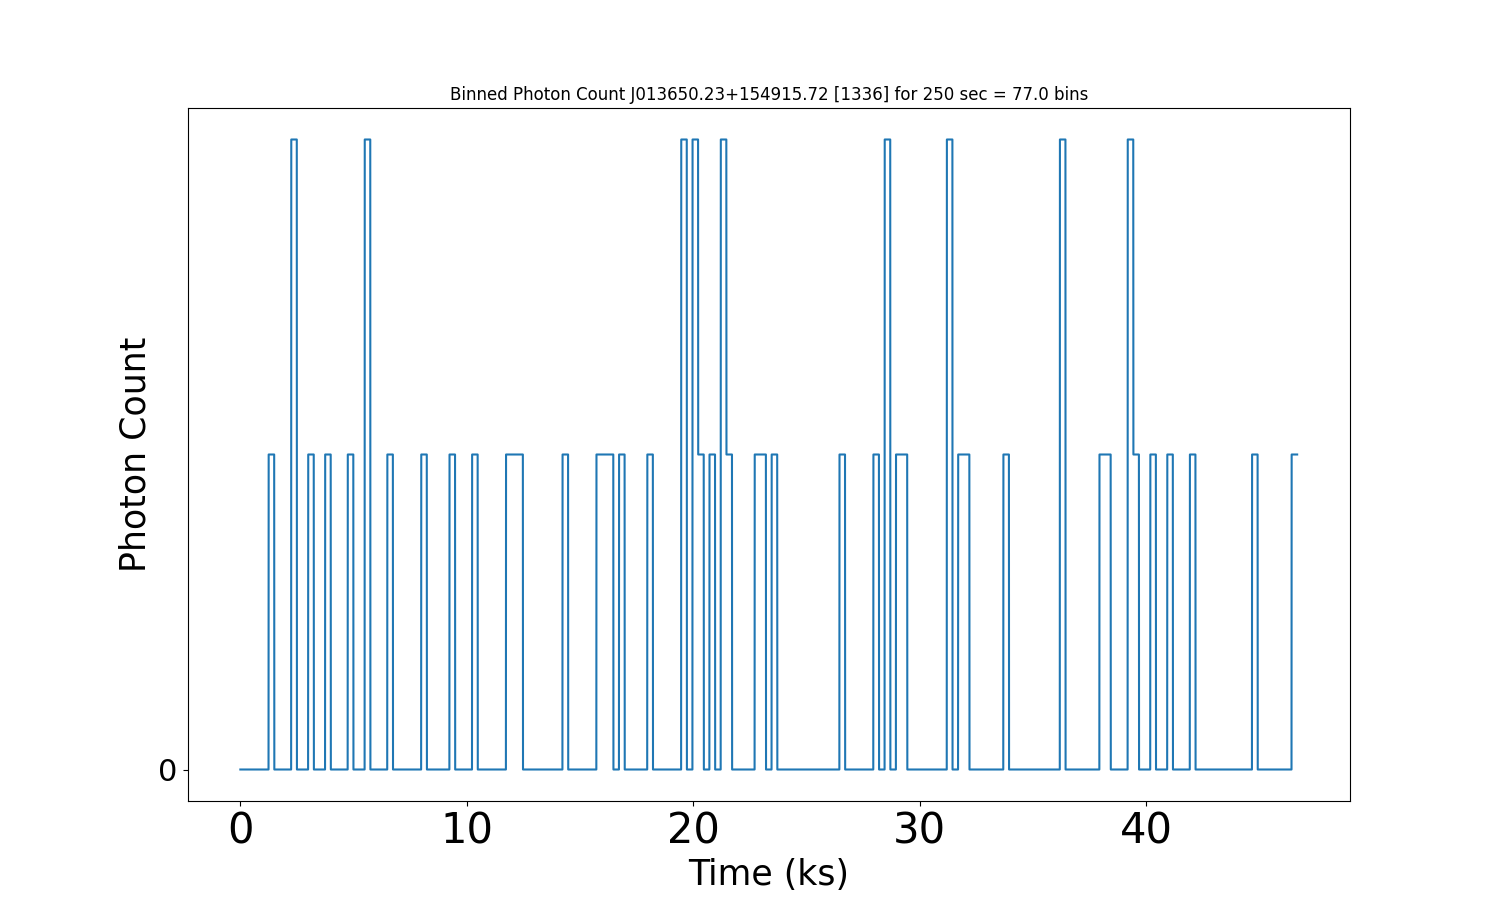 Binned Photon Count J013650.23+154915.72 [1336] for 250 sec = 77.0 bins
Photon Count
0
0 10 20 30 40
Time (ks)